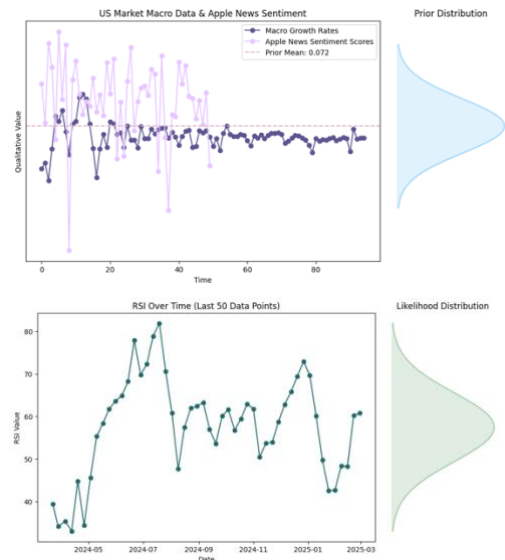 US Market Macro Data & Apple News Sentiment
Prior Distribution
Macro Growth Rates
Apple News Sentiment Scores
Prior Mean: 0.072
Qualitative Value
0
20
40
60
80
Time
RSI Over Time (Last 50 Data Points)
Likelihood Distribution
80
70
60
50
40
RSI Value
2024-05
2024-07
2024-09
2024-11
2025-01
2025-03
Date